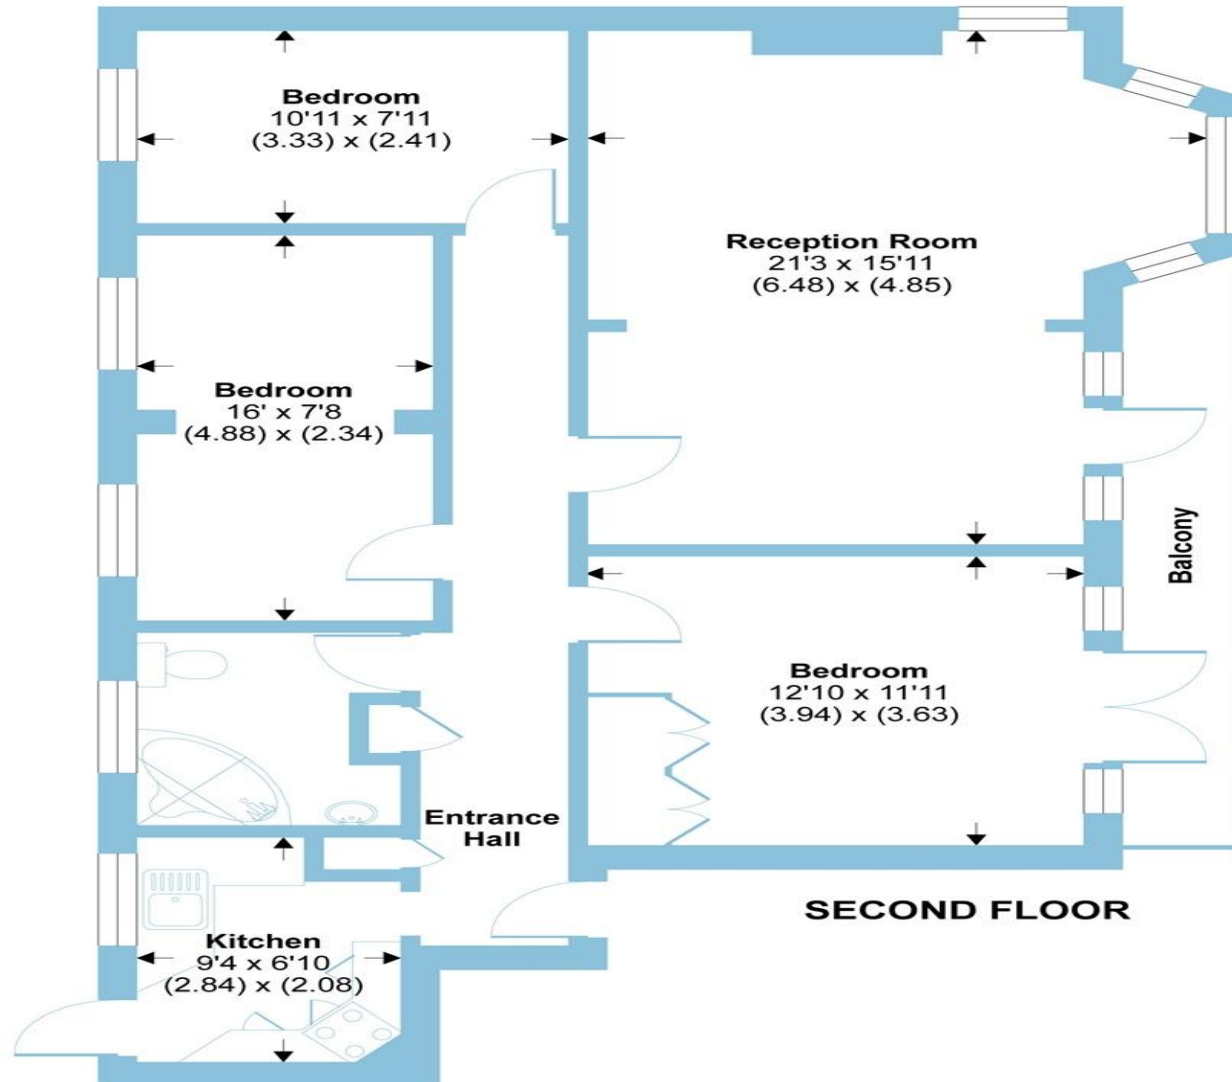 Bedroom
10'11 x 7'11
(3.33) x (2.41)
Reception Room
21'3 x 15'11
(6.48) x (4.85)
Bedroom
16' x 7'8
(4.88) x (2.34)
Balcony
Bedroom
12'10 x 11'11
(3.94) x (3.63)
Entrance
Hall
SECOND FLOOR
Kitchen
9'4 x 6'10
(2.84) x (2.08)